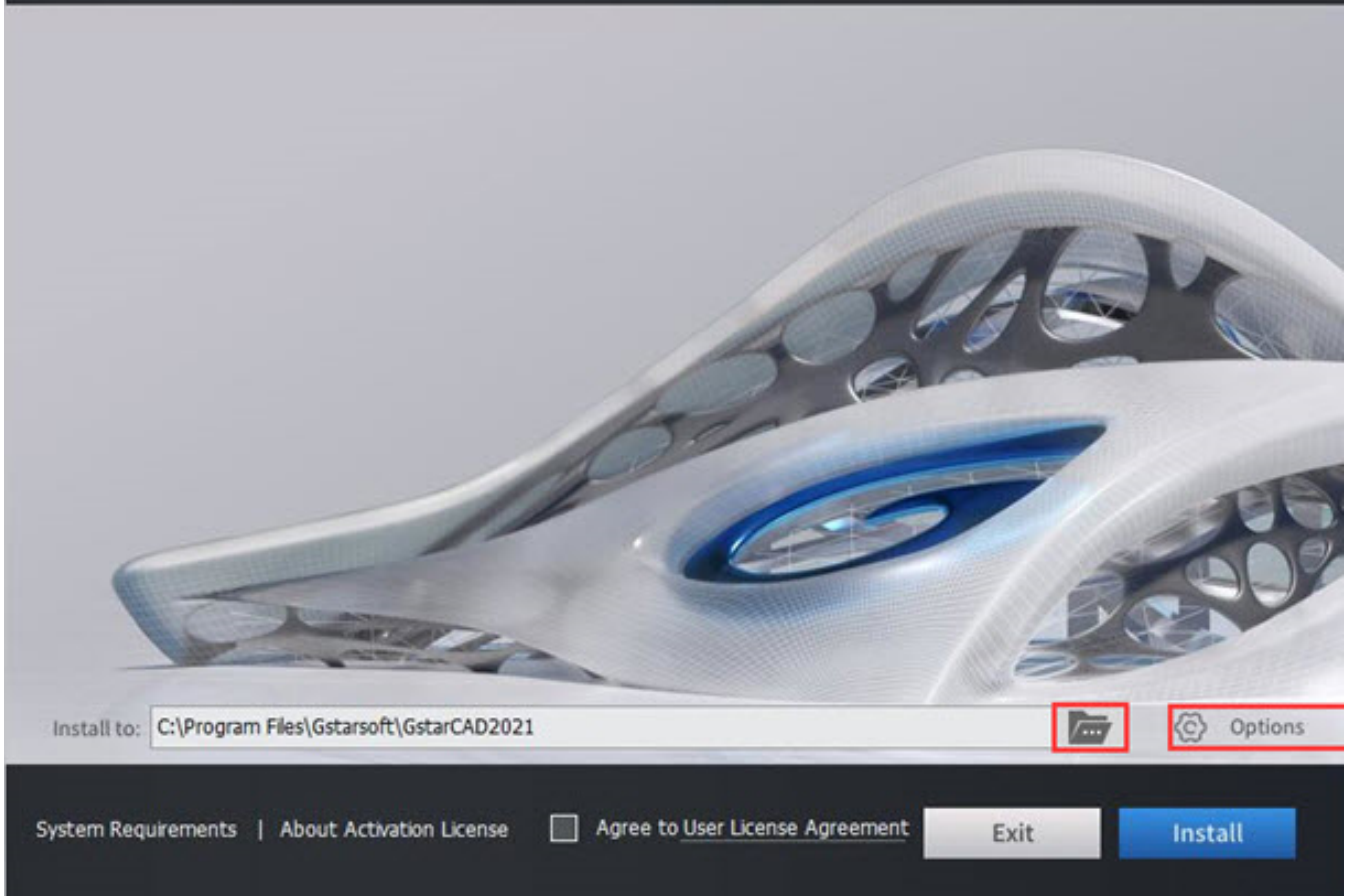 Install to: C:\Program Files\Gstarsoft\GstarCAD2021 Options
System Requirements | About Activation License Agree to User License Agreement Exit Install